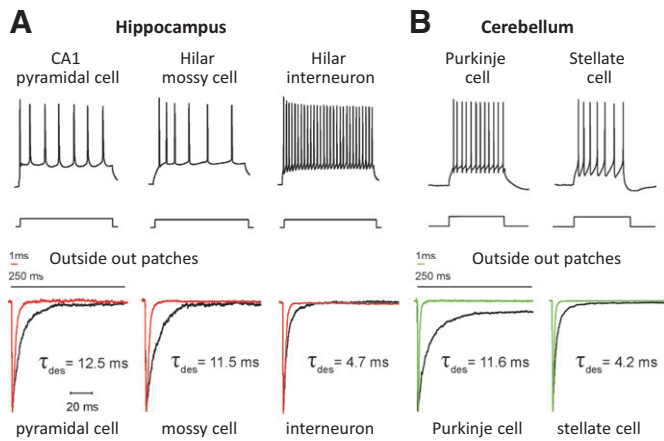 A Hippocampus
B Cerebellum
CA1
pyramidal cell
Hilar
mossy cell
Hilar
interneuron
Purkinje
cell
Stellate
cell
1ms
Outside out patches
250 ms
1ms
Outside out patches
250 ms
τdes= 12.5 ms
τdes= 11.5 ms
τdes= 4.7 ms
τdes= 11.6 ms
τdes= 4.2 ms
20 ms
pyramidal cell
mossy cell
interneuron
Purkinje cell
stellate cell